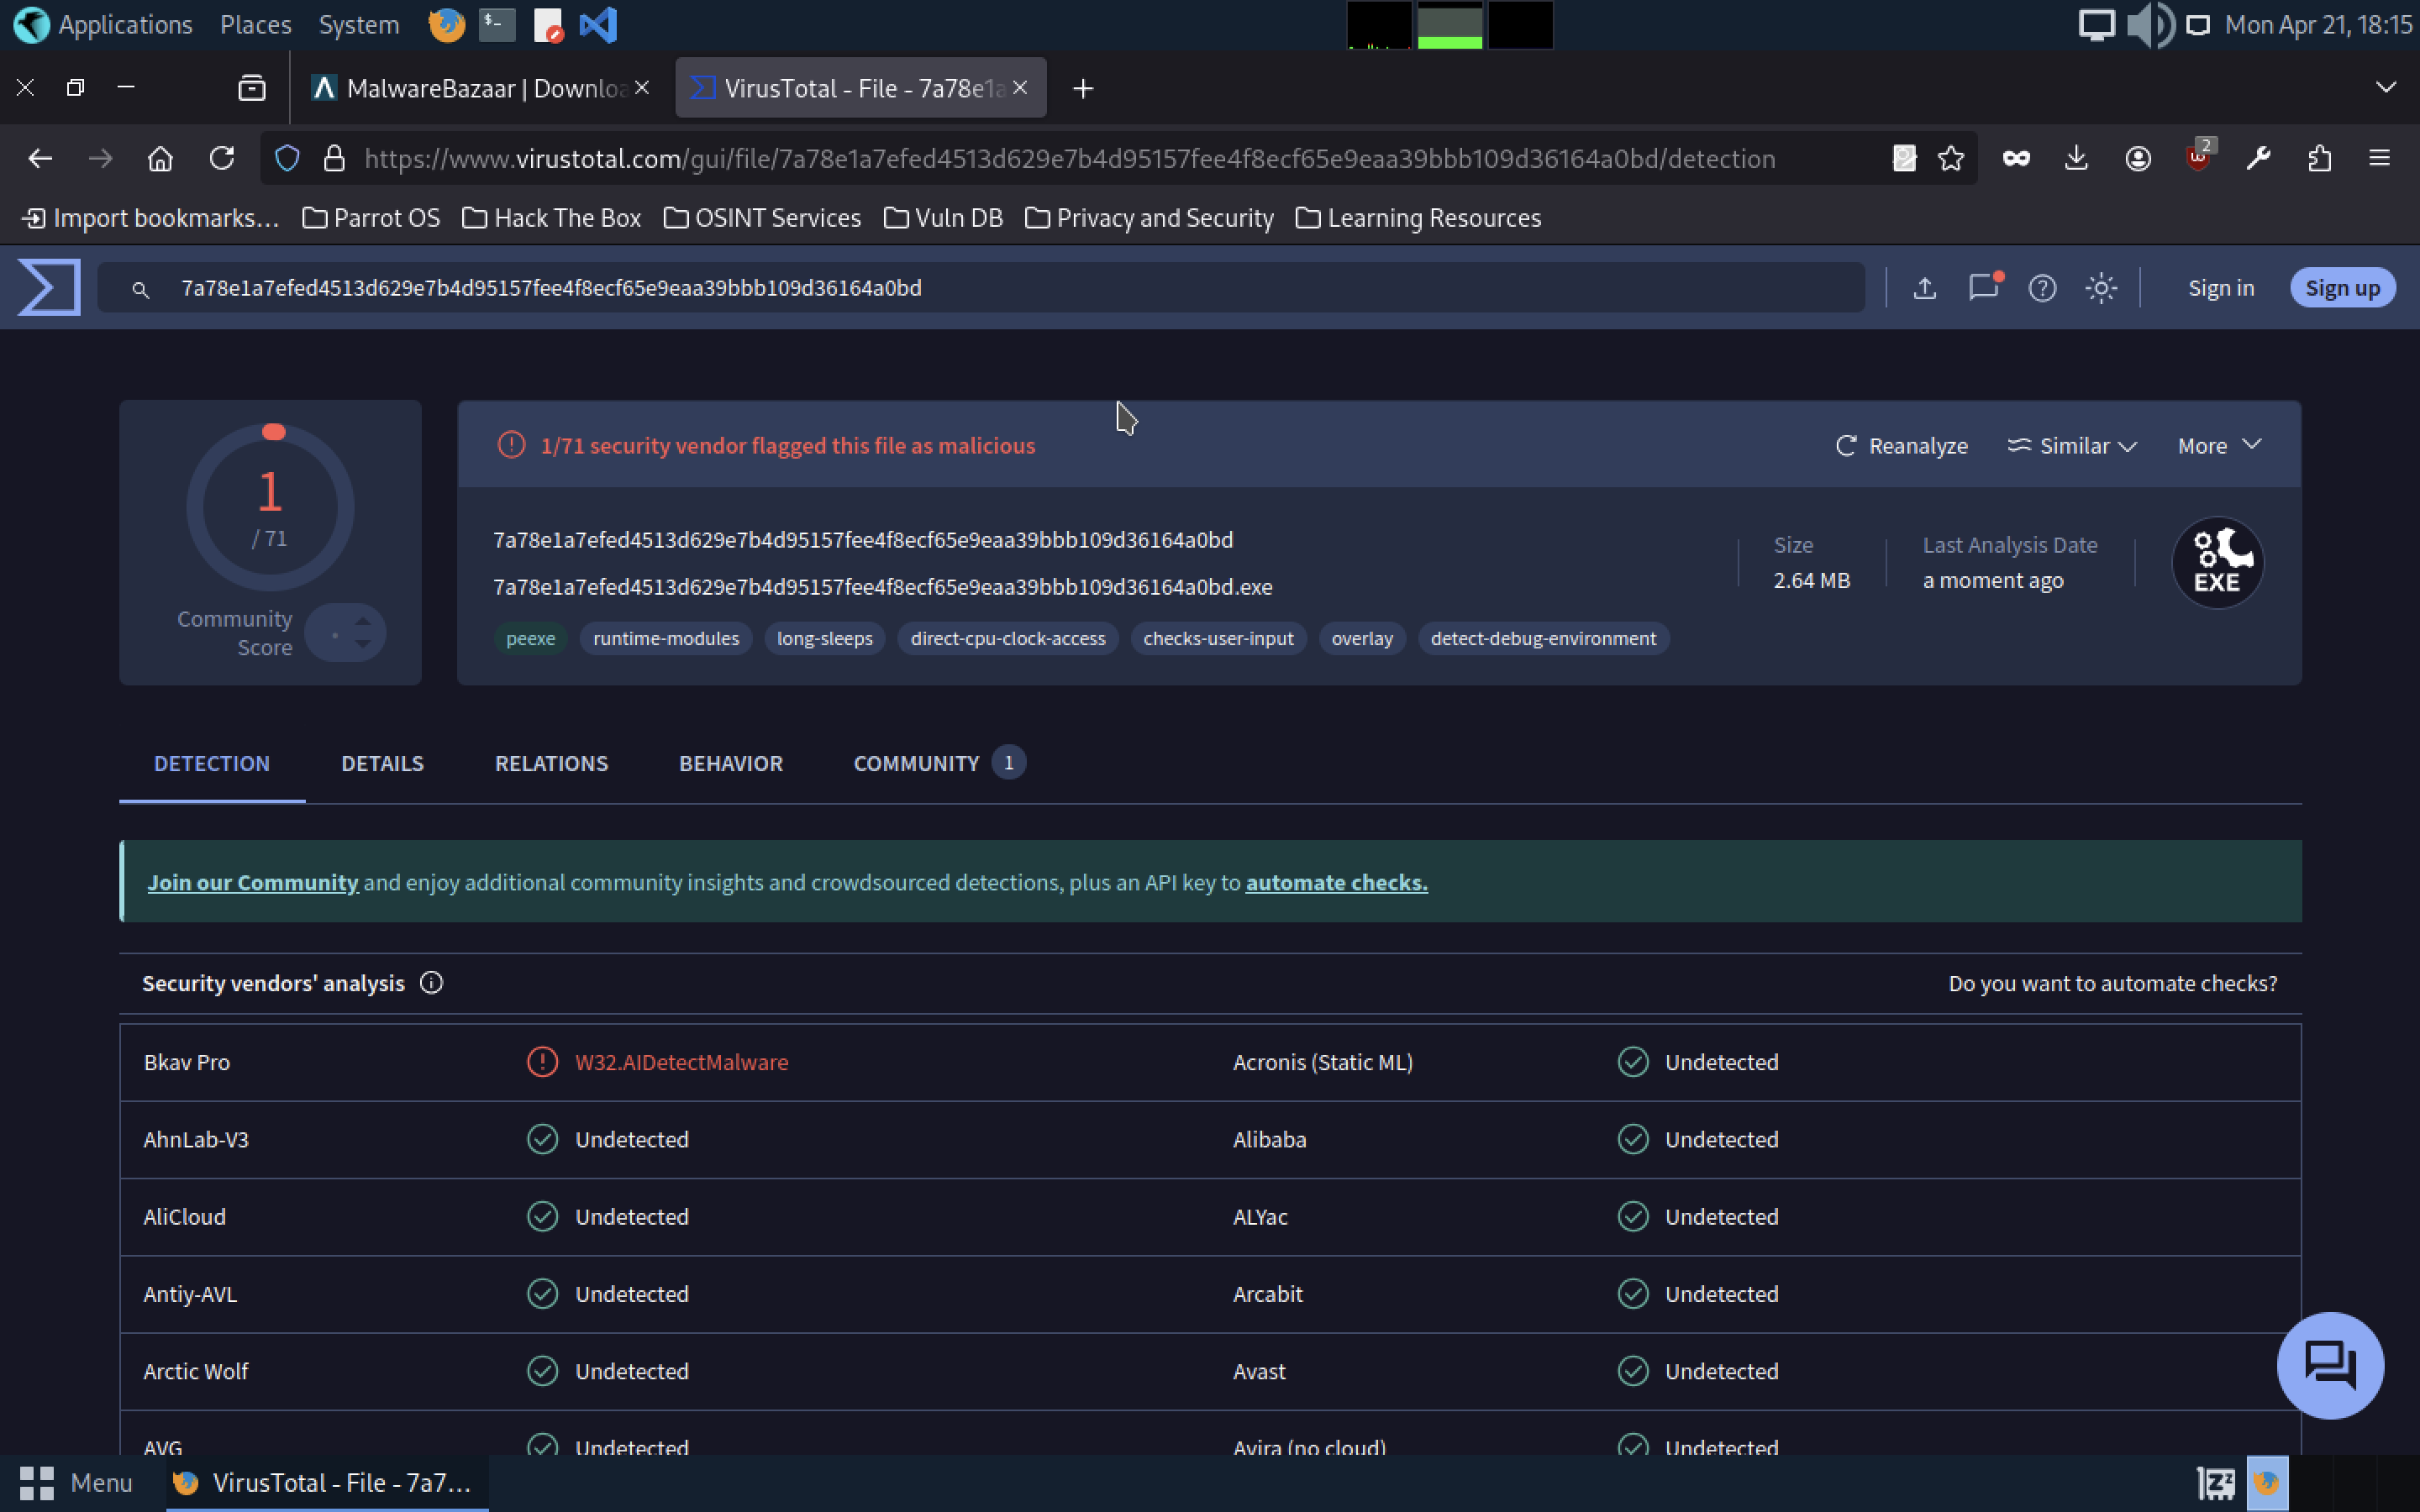 Applications Places System
Mon Apr 21, 18:15
MalwareBazaar | Downloa
VirusTotal - File - 7a78e1a
https://www.virustotal.com/gui/file/7a78e1a7efed4513d629e7b4d95157fee4f8ecf65e9eaa39bbb109d36164a0bd/detection
2
Import bookmarks... Parrot OS Hack The Box OSINT Services Vuln DB Privacy and Security Learning Resources
7a78e1a7efed4513d629e7b4d95157fee4f8ecf65e9eaa39bbb109d36164a0bd
Sign in Sign up
1
/ 71
Community
Score
1/71 security vendor flagged this file as malicious
Reanalyze Similar More
7a78e1a7efed4513d629e7b4d95157fee4f8ecf65e9eaa39bbb109d36164a0bd
7a78e1a7efed4513d629e7b4d95157fee4f8ecf65e9eaa39bbb109d36164a0bd.exe
peexe runtime-modules long-sleeps direct-cpu-clock-access checks-user-input overlay detect-debug-environment
Size
2.64 MB
Last Analysis Date
a moment ago
EXE
DETECTION DETAILS RELATIONS BEHAVIOR COMMUNITY 1
Join our Community and enjoy additional community insights and crowdsourced detections, plus an API key to automate checks.
Security vendors' analysis Do you want to automate checks?
Bkav Pro W32.AIDetectMalware Acronis (Static ML) Undetected
AhnLab-V3 Undetected Alibaba Undetected
AliCloud Undetected ALYac Undetected
Antiy-AVL Undetected Arcabit Undetected
Arctic Wolf Undetected Avast Undetected
AVG Undetected Avira (no cloud) Undetected
Menu VirusTotal - File - 7a7...